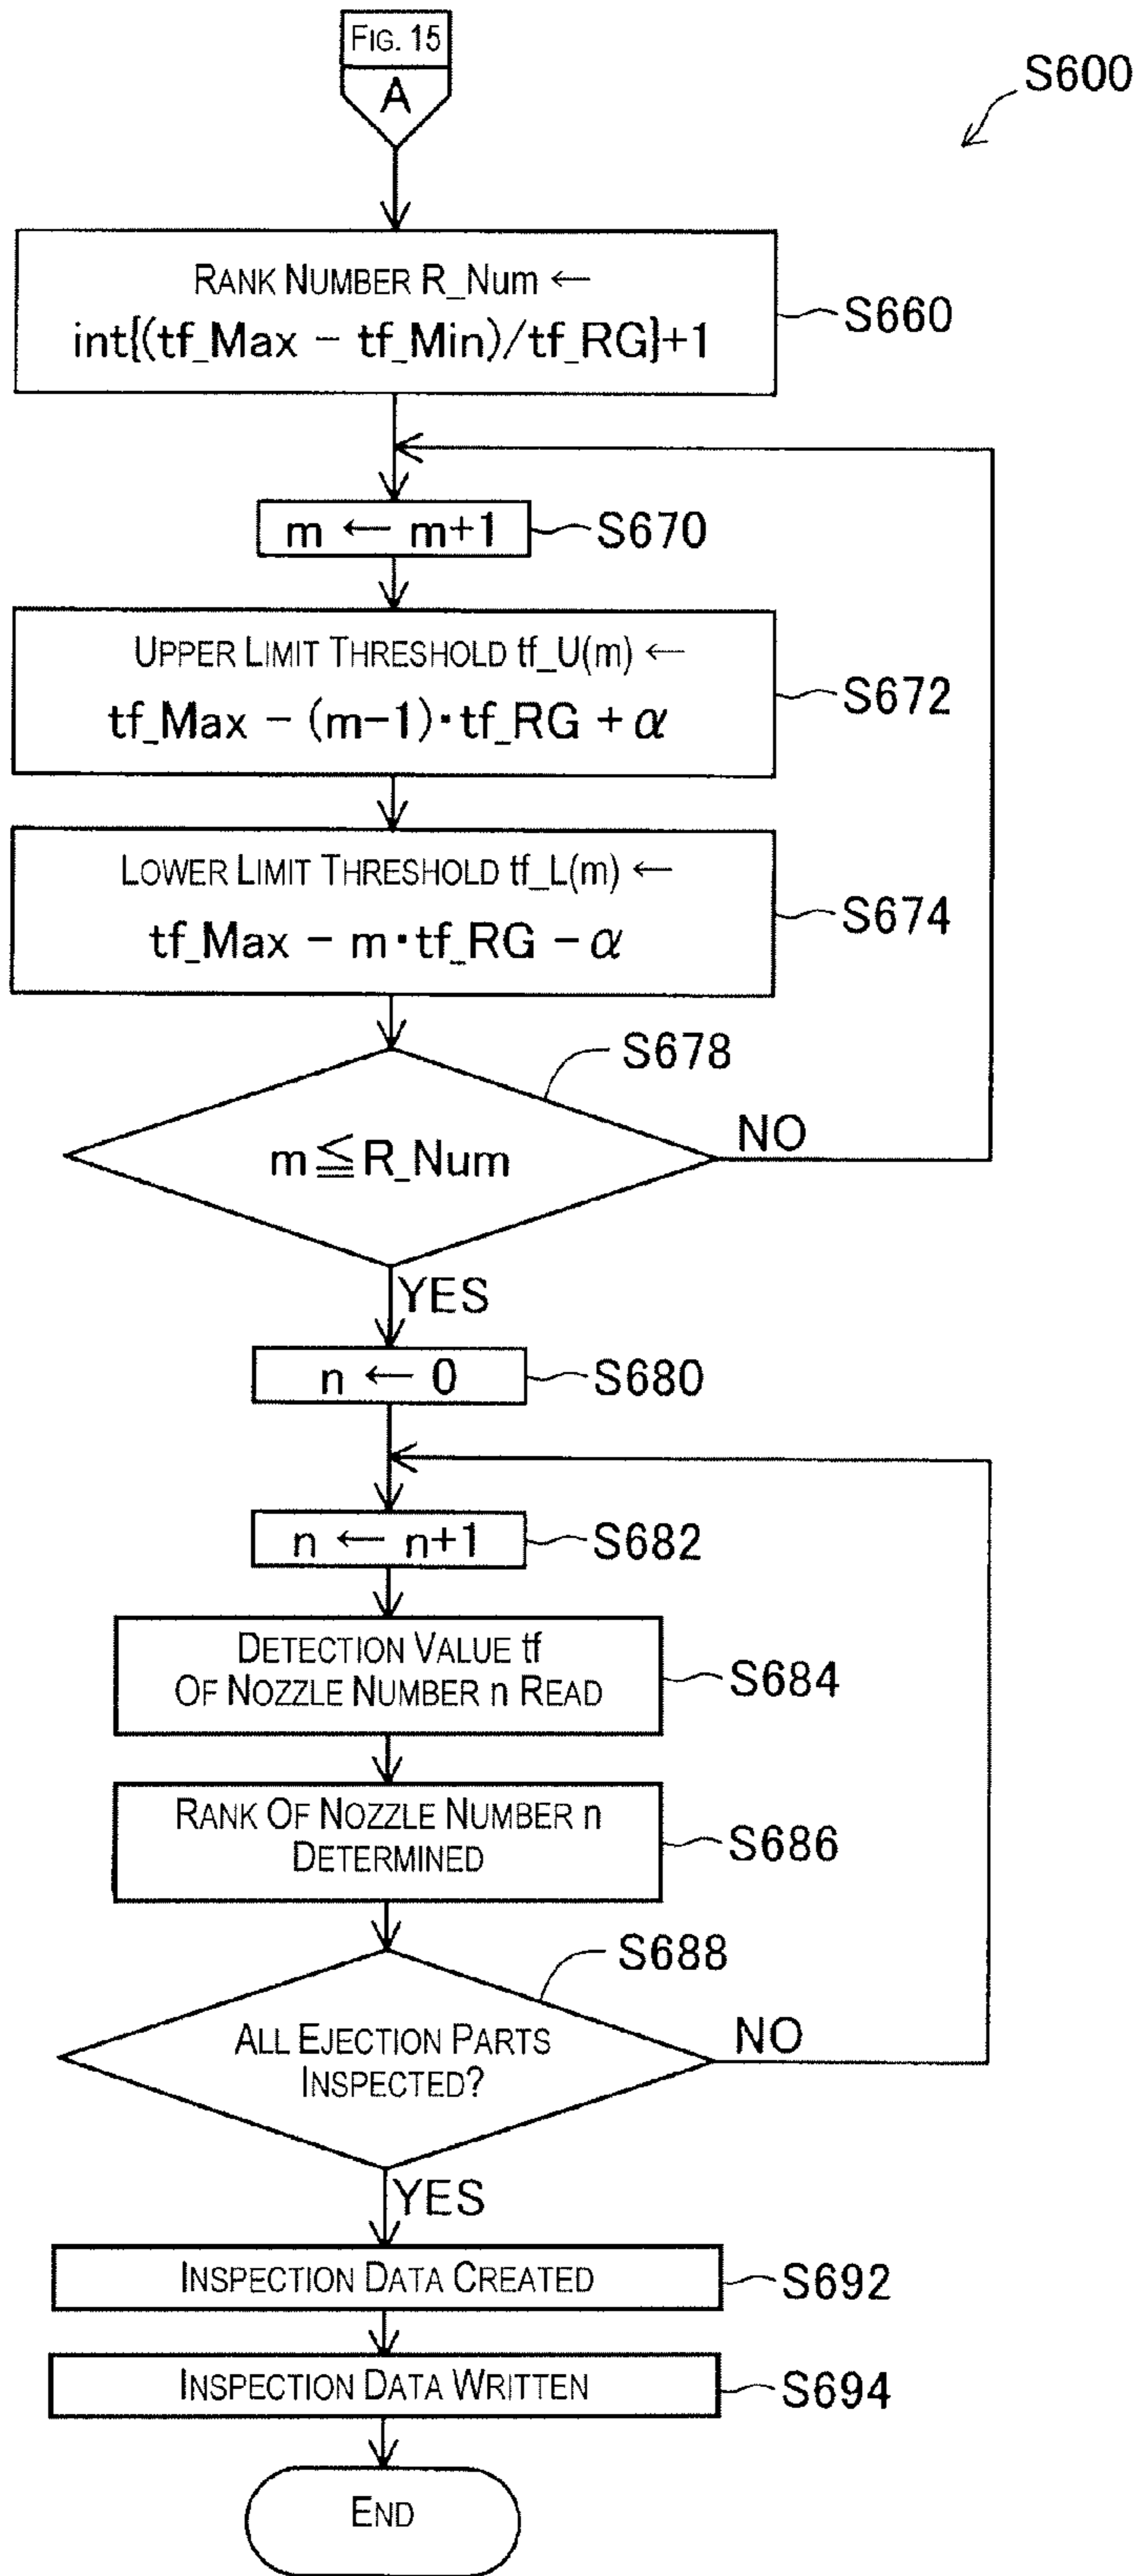 FIG. 15
A
S600
RANK NUMBER R_Num ←
int{(tf_Max - tf_Min)/tf_RG}+1
S660
m ← m+1
S670
UPPER LIMIT THRESHOLD tf_U(m) ←
tf_Max - (m-1)·tf_RG + α
S672
LOWER LIMIT THRESHOLD tf_L(m) ←
tf_Max - m·tf_RG - α
S674
S678
m ≦ R_Num
NO
YES
n ← 0
S680
n ← n+1
S682
DETECTION VALUE tf
OF NOZZLE NUMBER n READ
S684
RANK OF NOZZLE NUMBER n
DETERMINED
S686
S688
ALL EJECTION PARTS
INSPECTED?
NO
YES
INSPECTION DATA CREATED
S692
INSPECTION DATA WRITTEN
S694
END